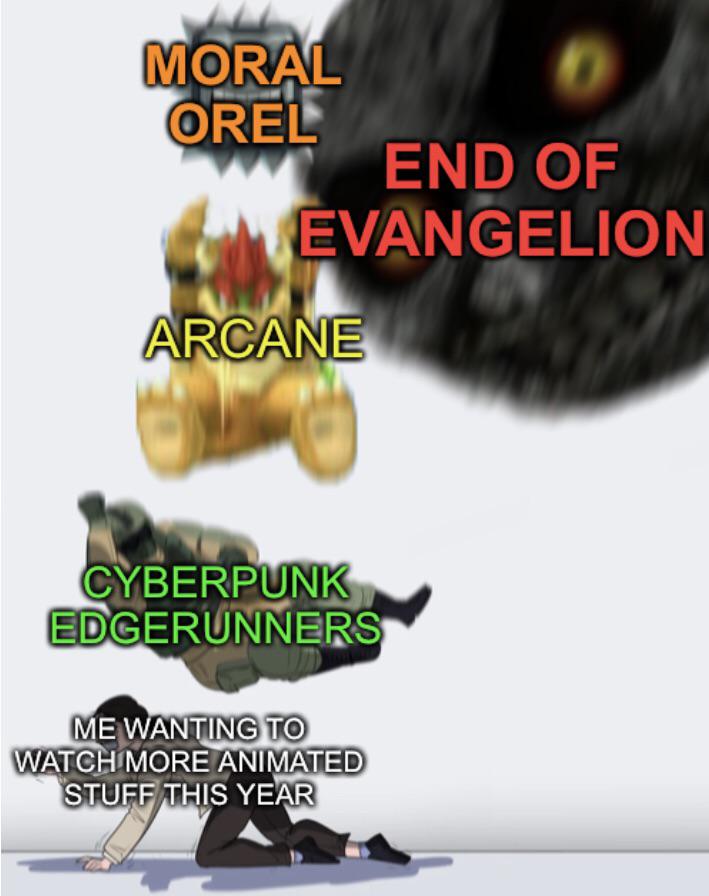 MORAL
OREL
END OF
EVANGELION
ARCANE
CYBERPUNK
EDGERUNNERS
ME WANTING TO
WATCH MORE ANIMATED
STUFF THIS YEAR